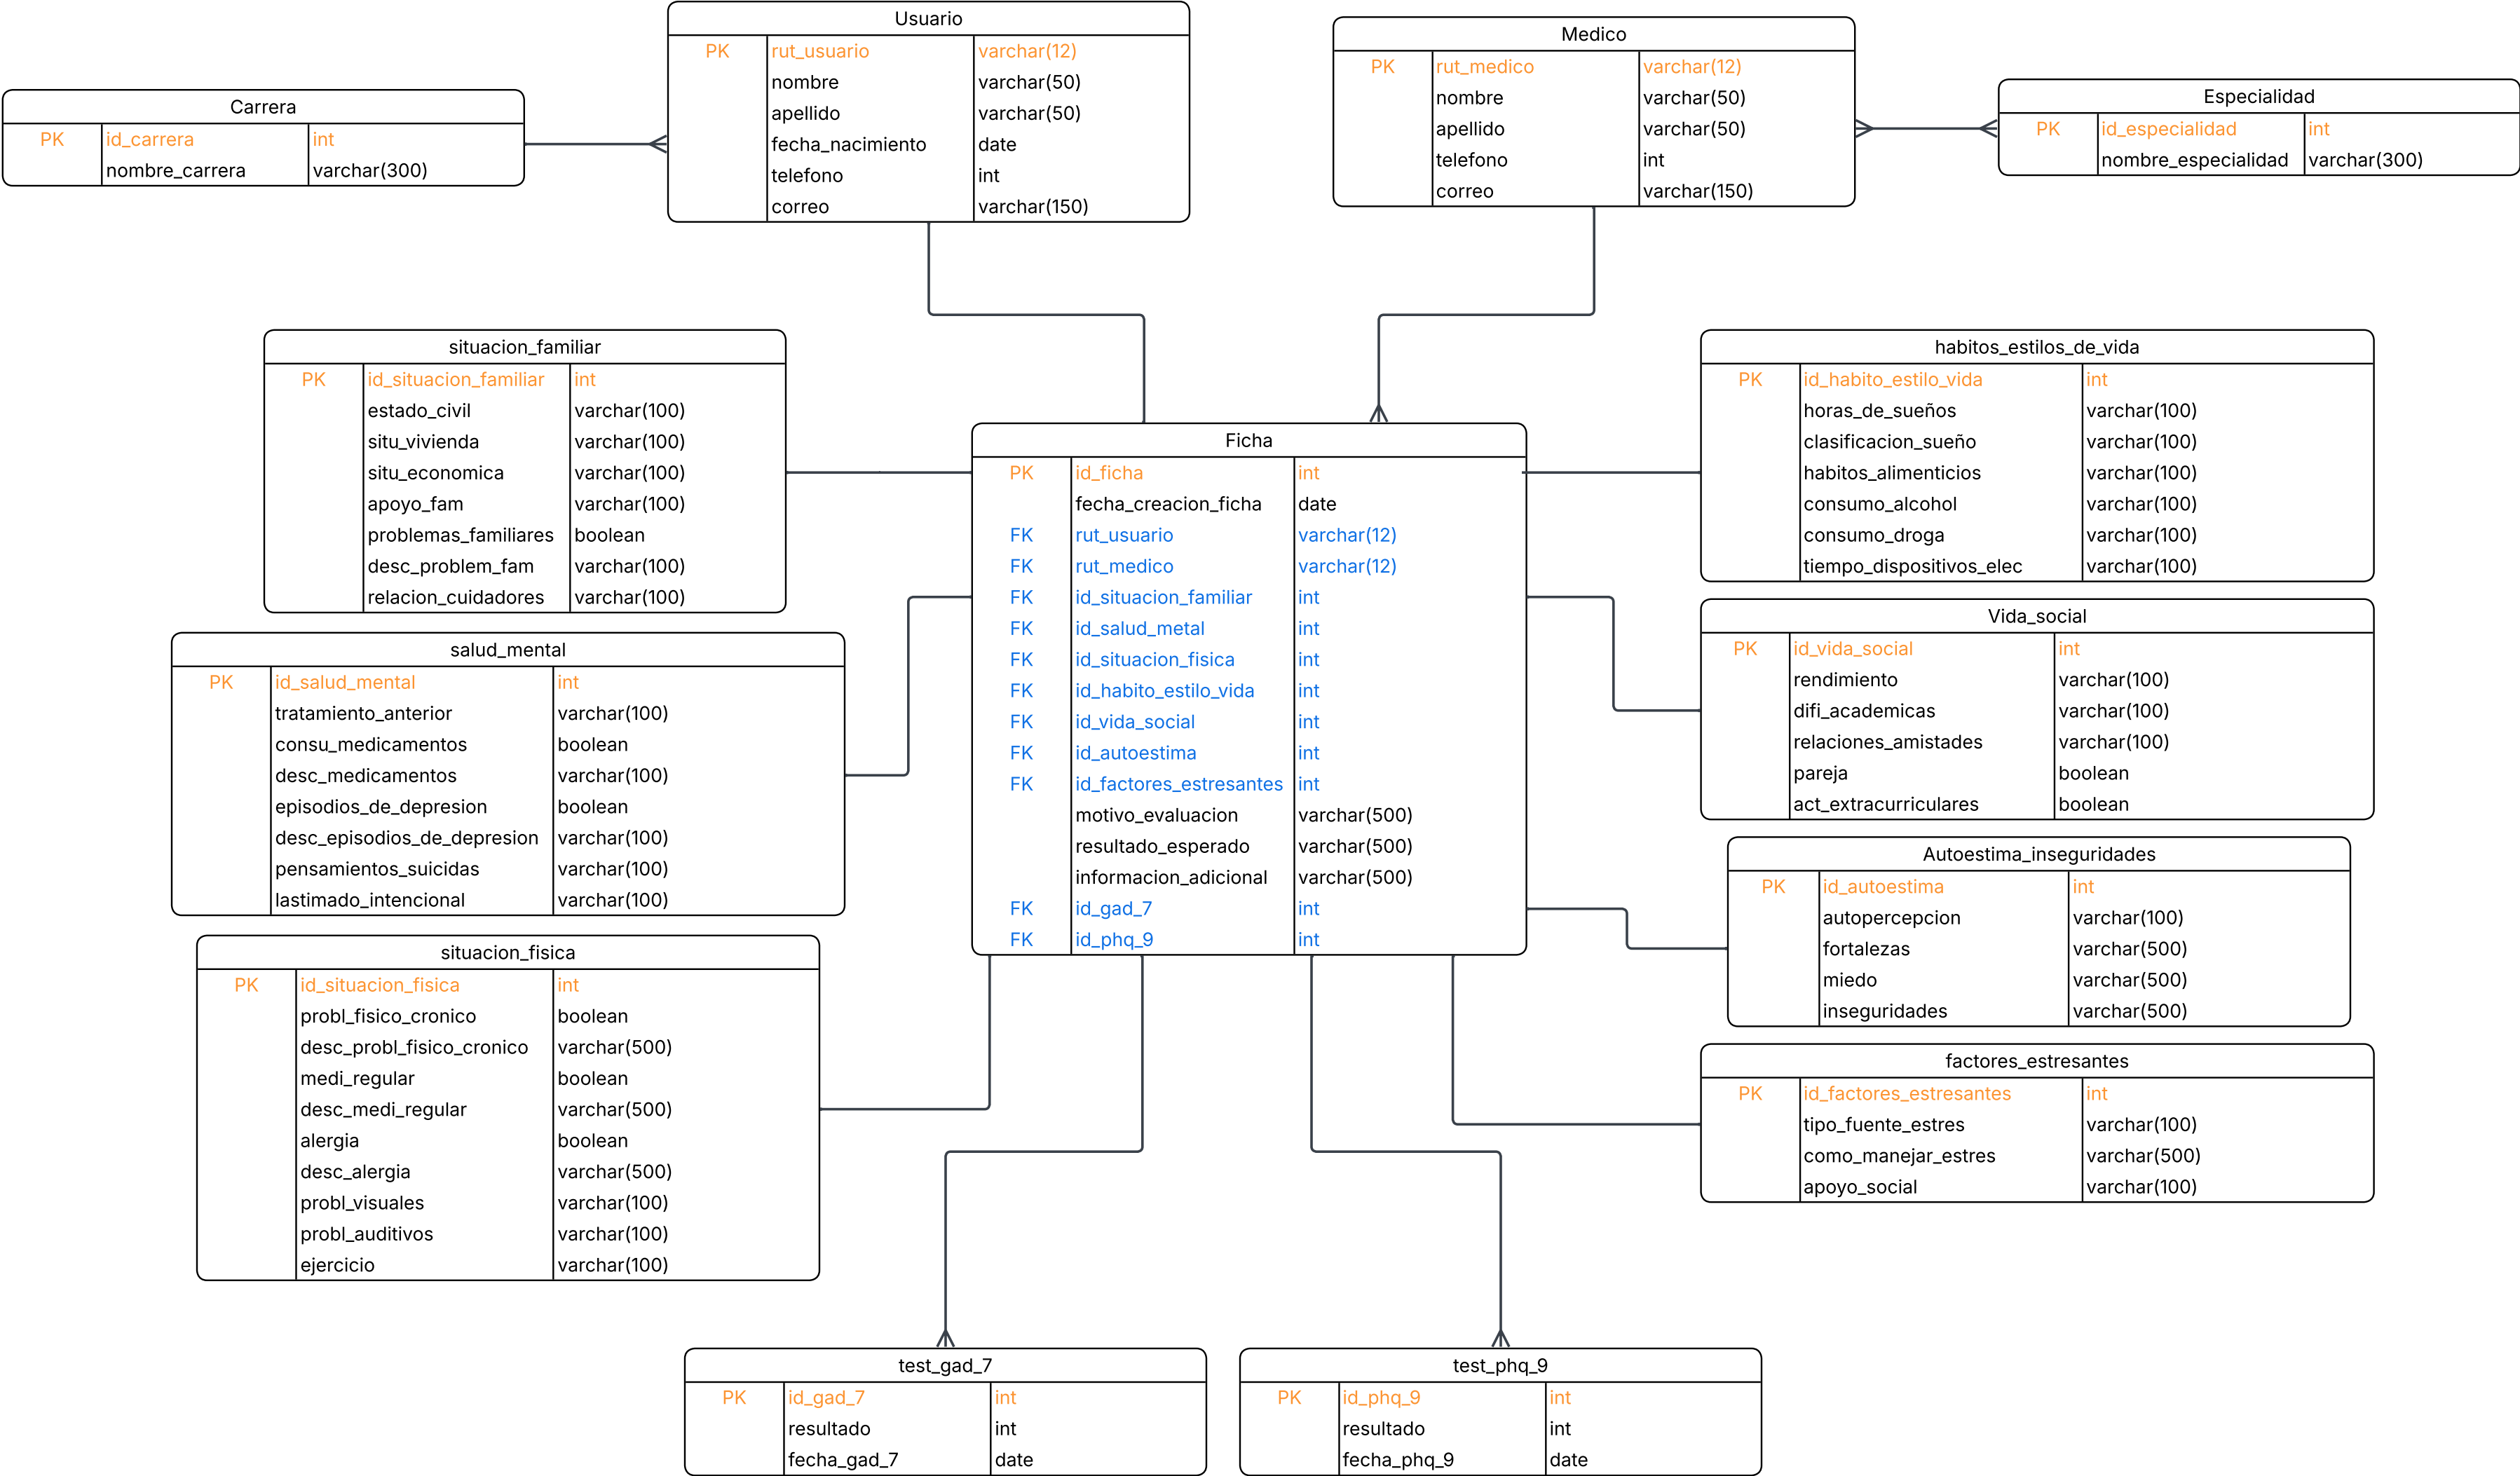 Usuario
PK rut_usuario varchar(12)
nombre varchar(50)
apellido varchar(50)
fecha_nacimiento date
telefono int
correo varchar(150)
Medico
PK rut_medico varchar(12)
nombre varchar(50)
apellido varchar(50)
telefono int
correo varchar(150)
Carrera
PK id_carrera int
nombre_carrera varchar(300)
Especialidad
PK id_especialidad int
nombre_especialidad varchar(300)
situacion_familiar
PK id_situacion_familiar int
estado_civil varchar(100)
situ_vivienda varchar(100)
situ_economica varchar(100)
apoyo_fam varchar(100)
problemas_familiares boolean
desc_problem_fam varchar(100)
relacion_cuidadores varchar(100)
salud_mental
PK id_salud_mental int
tratamiento_anterior varchar(100)
consu_medicamentos boolean
desc_medicamentos varchar(100)
episodios_de_depresion boolean
desc_episodios_de_depresion varchar(100)
pensamientos_suicidas varchar(100)
lastimado_intencional varchar(100)
situacion_fisica
PK id_situacion_fisica int
probl_fisico_cronico boolean
desc_probl_fisico_cronico varchar(500)
medi_regular boolean
desc_medi_regular varchar(500)
alergia boolean
desc_alergia varchar(500)
probl_visuales varchar(100)
probl_auditivos varchar(100)
ejercicio varchar(100)
Ficha
PK id_ficha int
fecha_creacion_ficha date
FK rut_usuario varchar(12)
FK rut_medico varchar(12)
FK id_situacion_familiar int
FK id_salud_metal int
FK id_situacion_fisica int
FK id_habito_estilo_vida int
FK id_vida_social int
FK id_autoestima int
FK id_factores_estresantes int
motivo_evaluacion varchar(500)
resultado_esperado varchar(500)
informacion_adicional varchar(500)
FK id_gad_7 int
FK id_phq_9 int
habitos_estilos_de_vida
PK id_habito_estilo_vida int
horas_de_sueños varchar(100)
clasificacion_sueño varchar(100)
habitos_alimenticios varchar(100)
consumo_alcohol varchar(100)
consumo_droga varchar(100)
tiempo_dispositivos_elec varchar(100)
Vida_social
PK id_vida_social int
rendimiento varchar(100)
difi_academicas varchar(100)
relaciones_amistades varchar(100)
pareja boolean
act_extracurriculares boolean
Autoestima_inseguridades
PK id_autoestima int
autopercepcion varchar(100)
fortalezas varchar(500)
miedo varchar(500)
inseguridades varchar(500)
factores_estresantes
PK id_factores_estresantes int
tipo_fuente_estres varchar(100)
como_manejar_estres varchar(500)
apoyo_social varchar(100)
test_gad_7
PK id_gad_7 int
resultado int
fecha_gad_7 date
test_phq_9
PK id_phq_9 int
resultado int
fecha_phq_9 date